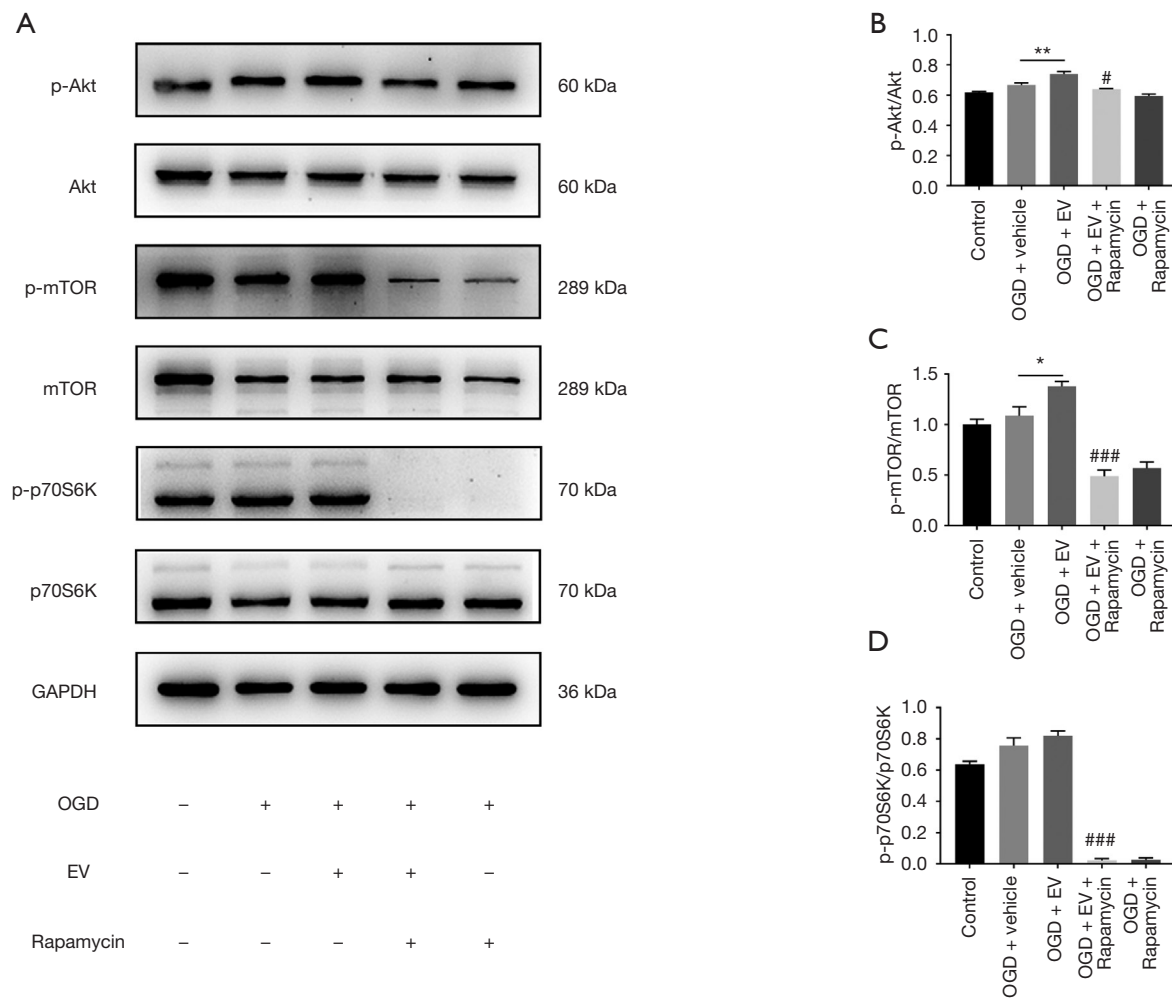 A
p-Akt 60 kDa
Akt 60 kDa
p-mTOR 289 kDa
mTOR 289 kDa
p-p70S6K 70 kDa
p70S6K 70 kDa
GAPDH 36 kDa
OGD – + + + +
EV – – + + –
Rapamycin – – – + +
B
p-Akt/Akt
1.0
0.8
0.6
0.4
0.2
0.0
**
#
Control
OGD + vehicle
OGD + EV
OGD + EV +
Rapamycin
OGD +
Rapamycin
C
p-mTOR/mTOR
1.5
1.0
0.5
0.0
*
###
Control
OGD + vehicle
OGD + EV
OGD + EV +
Rapamycin
OGD +
Rapamycin
D
p-p70S6K/p70S6K
1.0
0.8
0.6
0.4
0.2
0.0
###
Control
OGD + vehicle
OGD + EV
OGD + EV +
Rapamycin
OGD +
Rapamycin